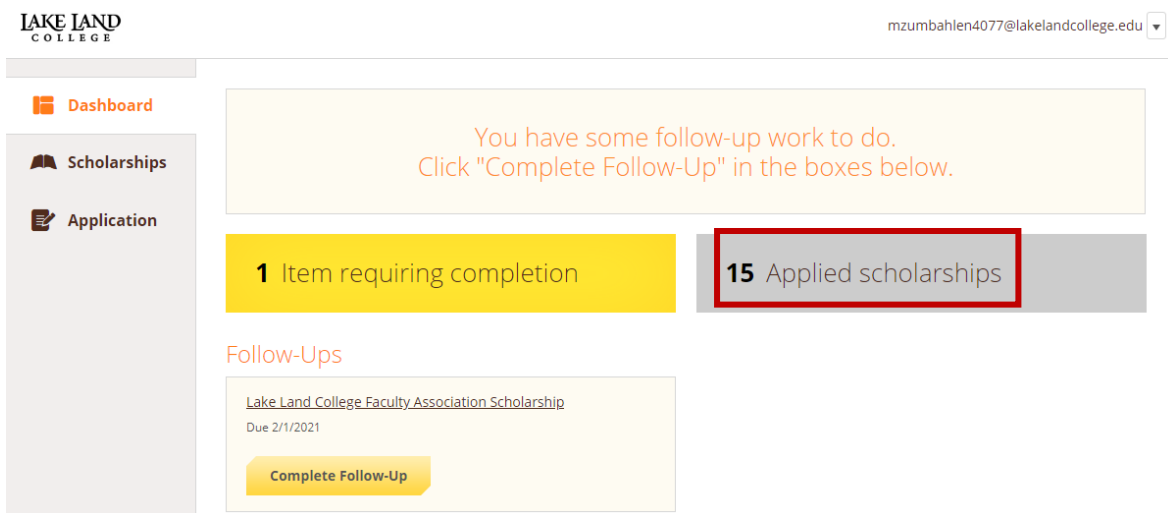 LAKE LAND
COLLEGE
mzumbahlen4077@lakelandcollege.edu
Dashboard
Scholarships
Application
You have some follow-up work to do.
Click "Complete Follow-Up" in the boxes below.
1 Item requiring completion
15 Applied scholarships
Follow-Ups
Lake Land College Faculty Association Scholarship
Due 2/1/2021
Complete Follow-Up